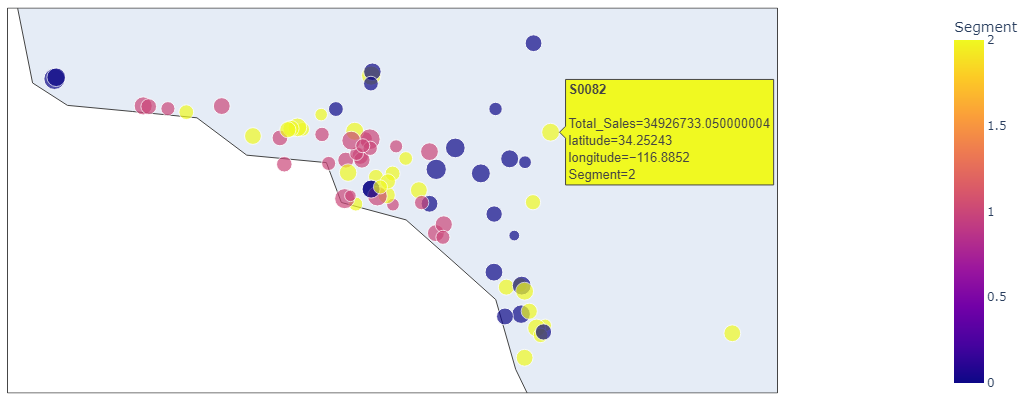 Segment
2
S0082
Total_Sales=34926733.050000004
latitude=34.25243
longitude=−116.8852
Segment=2
1.5
1
0.5
0